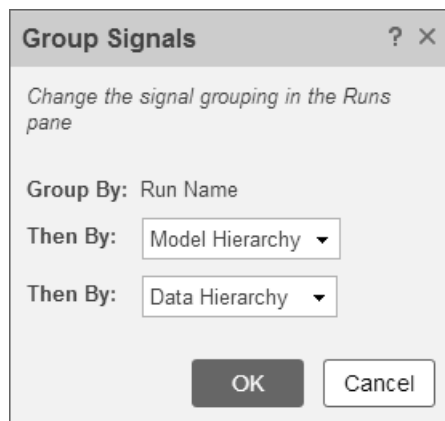 Group Signals ? ×
Change the signal grouping in the Runs
pane
Group By: Run Name
Then By: Model Hierarchy
Then By: Data Hierarchy
OK Cancel